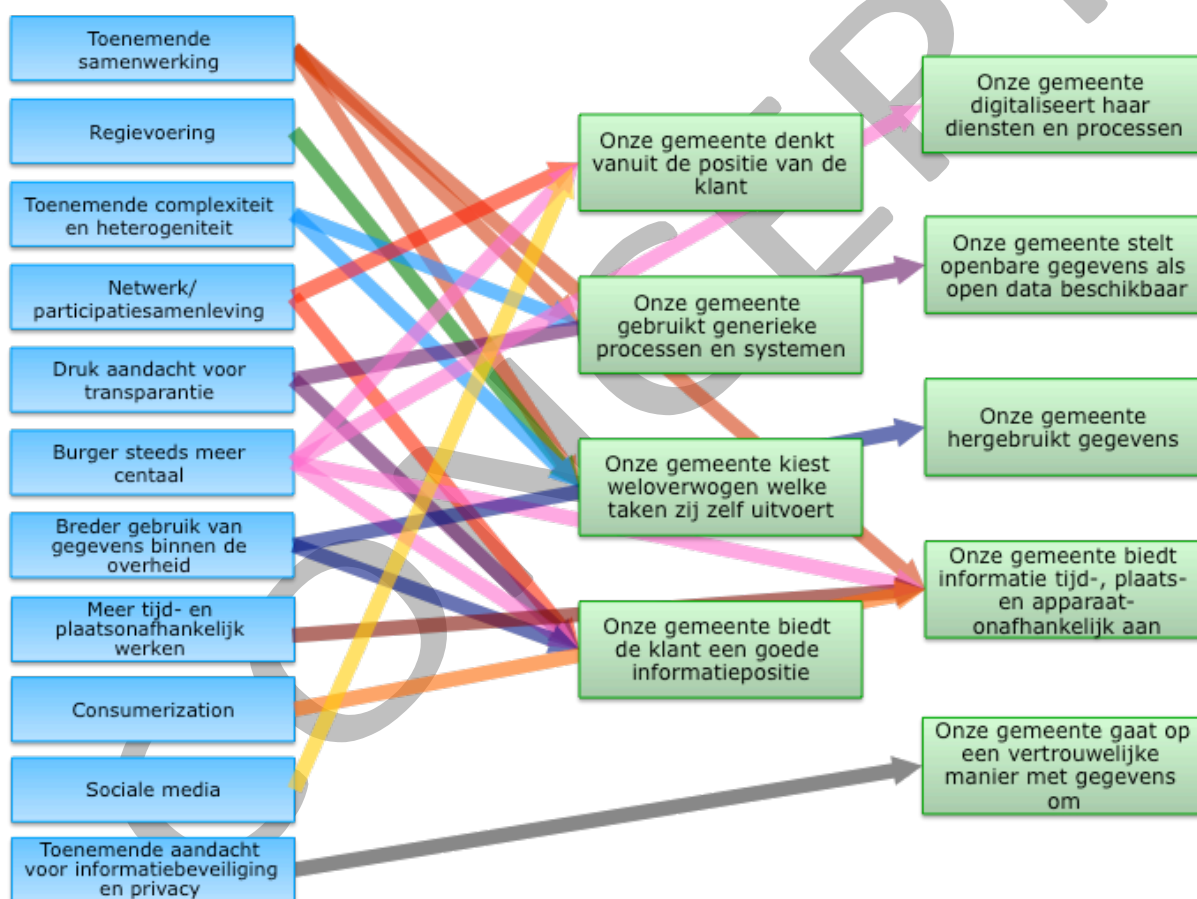 Toenemende
samenwerking
Regievoering
Toenemende complexiteit
en heterogeniteit
Netwerk/
participatiesamenleving
Druk aandacht voor
transparantie
Burger steeds meer
centaal
Breder gebruik van
gegevens binnen de
overheid
Meer tijd- en
plaatsonafhankelijk
werken
Consumerization
Sociale media
Toenemende aandacht
voor informatiebeveiliging
en privacy
Onze gemeente denkt
vanuit de positie van de
klant
Onze gemeente
gebruikt generieke
processen en systemen
Onze gemeente kiest
weloverwogen welke
taken zij zelf uitvoert
Onze gemeente biedt
de klant een goede
informatiepositie
Onze gemeente
digitaliseert haar
diensten en processen
Onze gemeente stelt
openbare gegevens als
open data beschikbaar
Onze gemeente
hergebruikt gegevens
Onze gemeente biedt
informatie tijd-, plaats-
en apparaat-
onafhankelijk aan
Onze gemeente gaat op
een vertrouwelijke
manier met gegevens
om